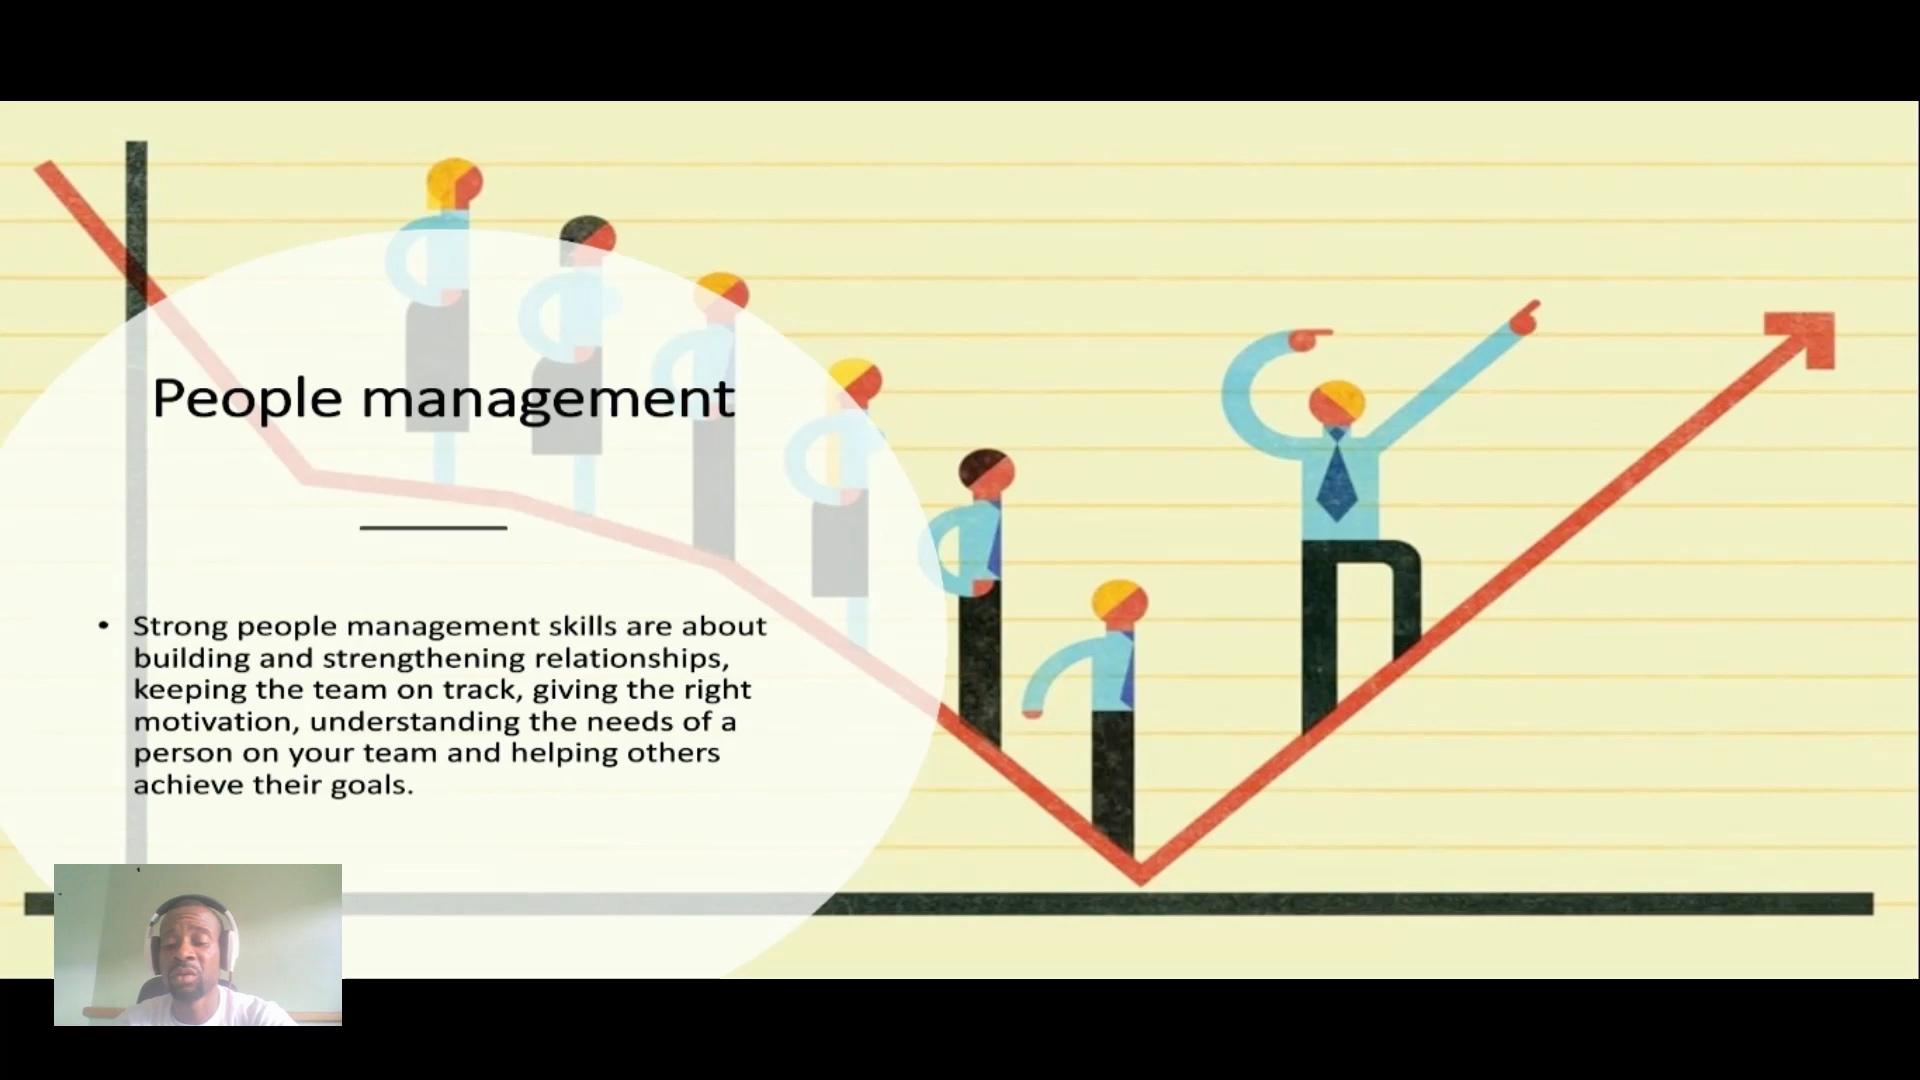 People management
• Strong people management skills are about
building and strengthening relationships,
keeping the team on track, giving the right
motivation, understanding the needs of a
person on your team and helping others
achieve their goals.